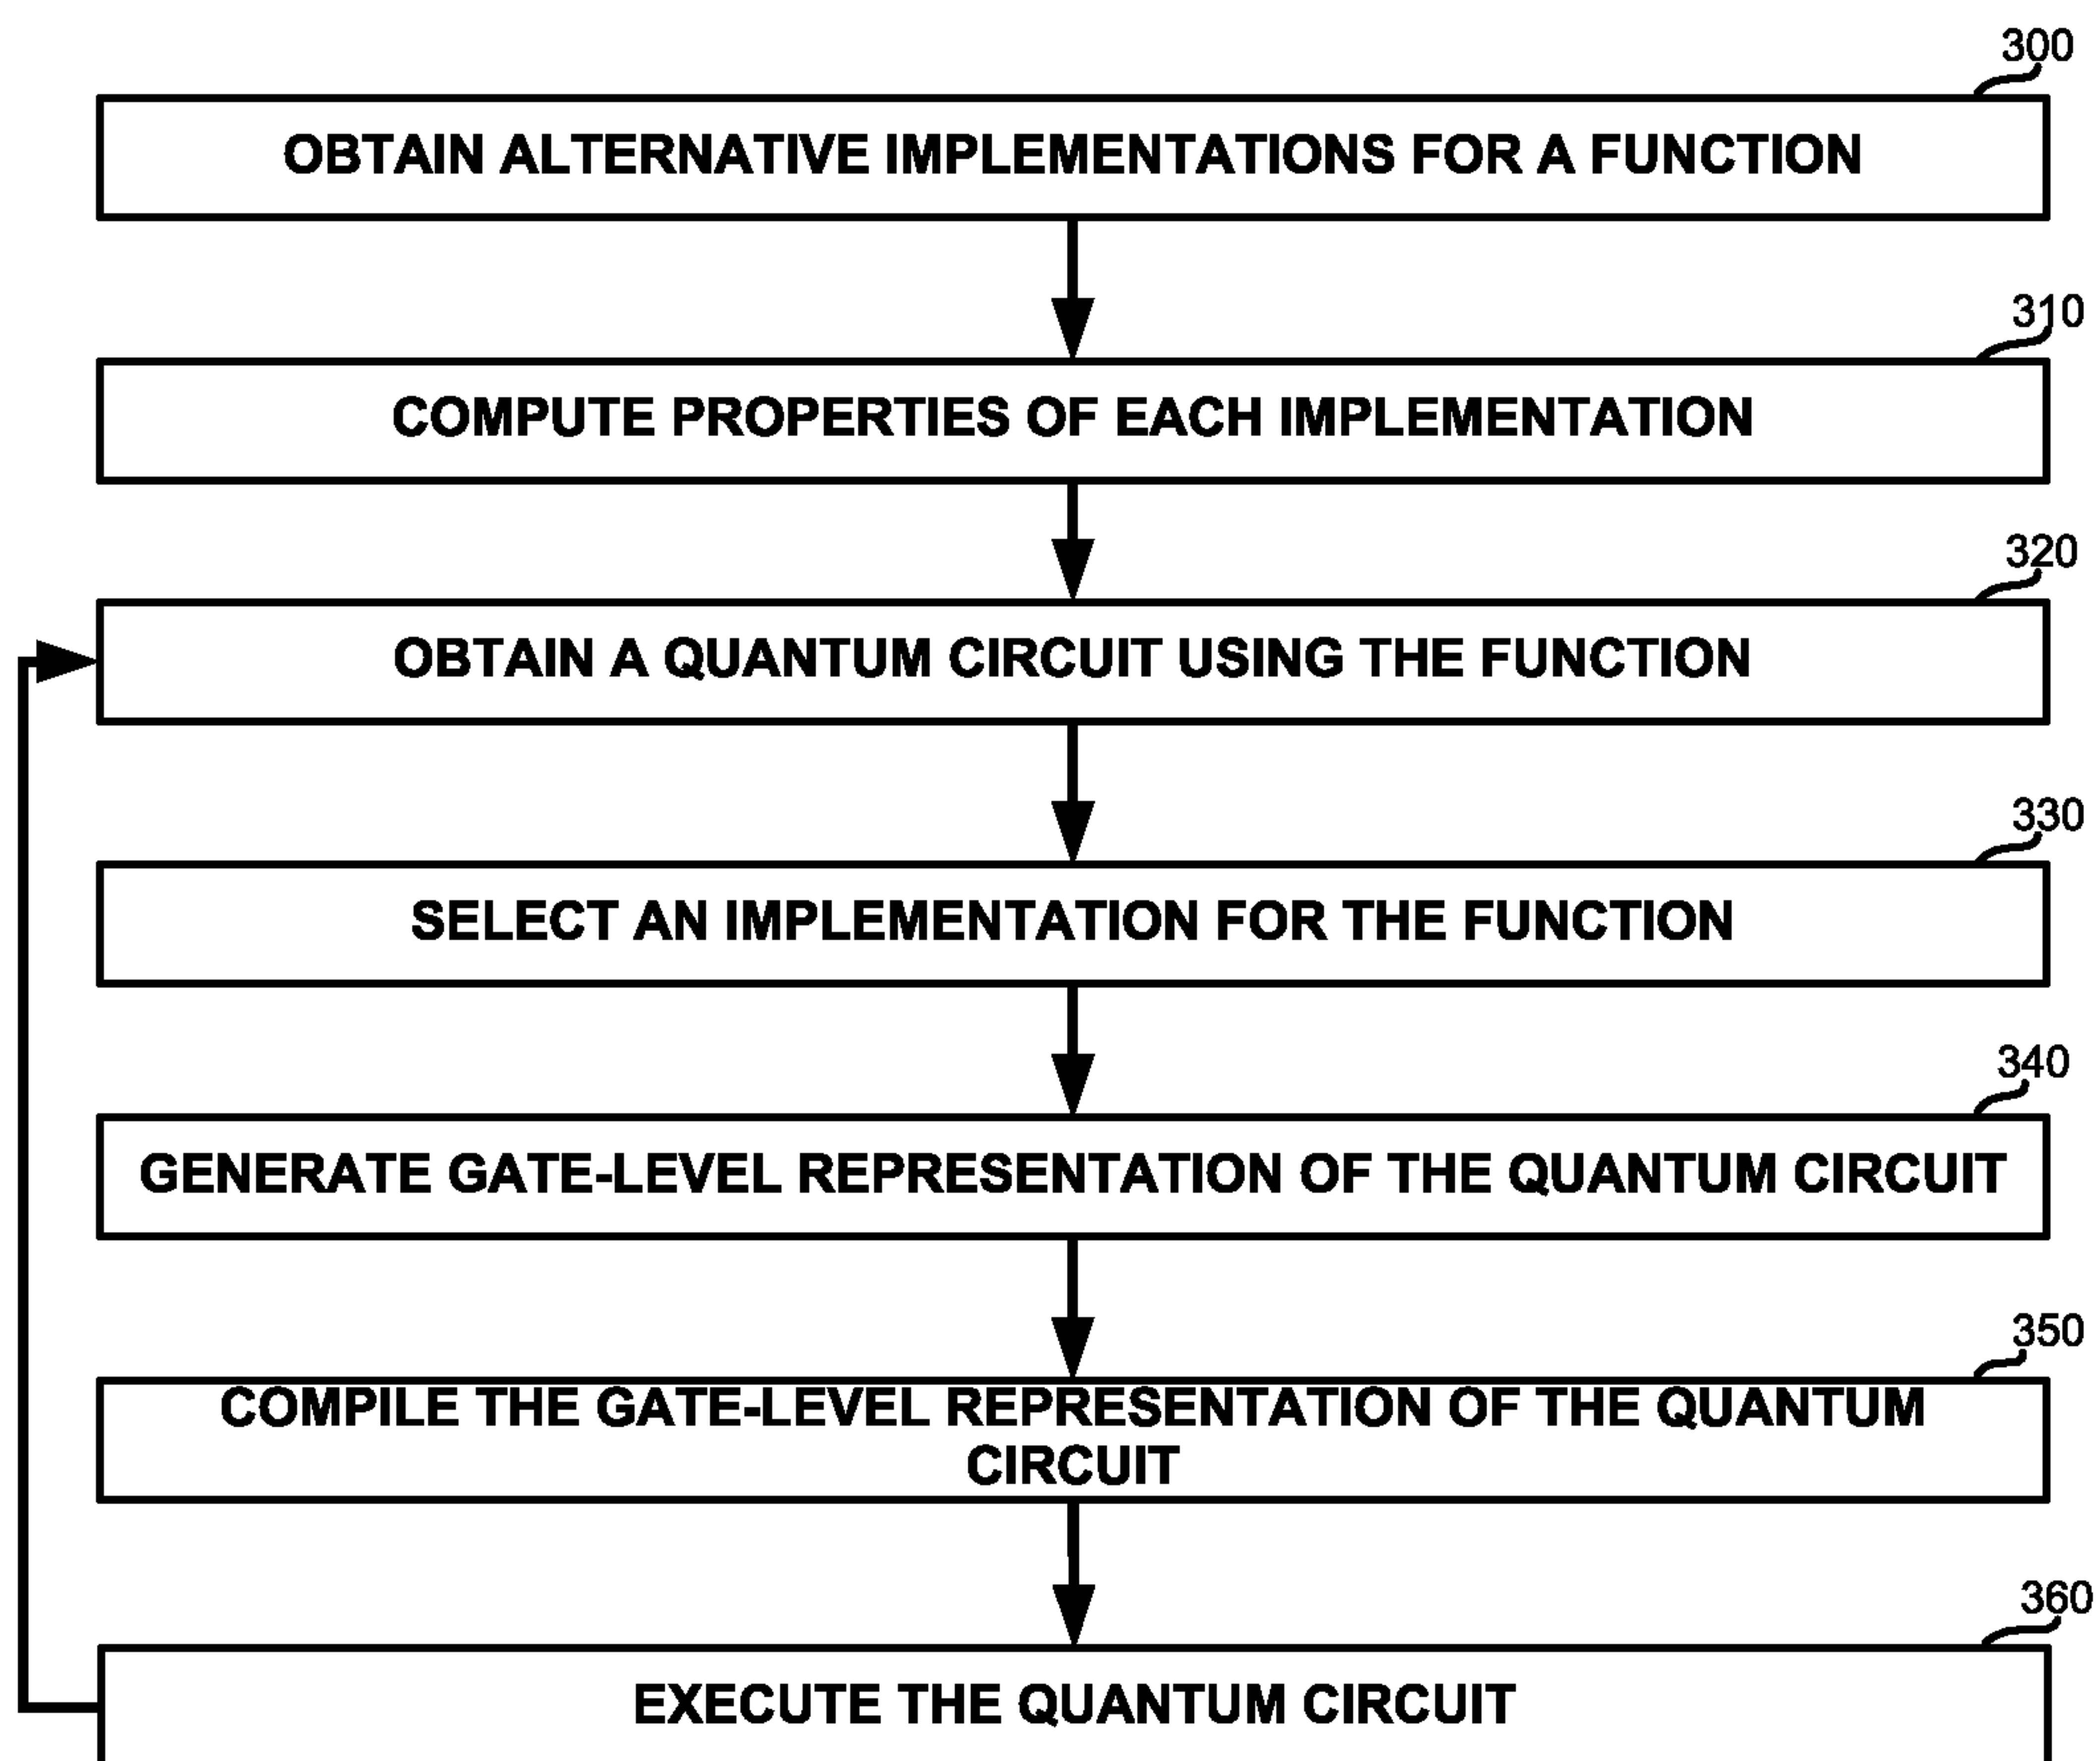 300
OBTAIN ALTERNATIVE IMPLEMENTATIONS FOR A FUNCTION
310
COMPUTE PROPERTIES OF EACH IMPLEMENTATION
320
OBTAIN A QUANTUM CIRCUIT USING THE FUNCTION
330
SELECT AN IMPLEMENTATION FOR THE FUNCTION
340
GENERATE GATE-LEVEL REPRESENTATION OF THE QUANTUM CIRCUIT
350
COMPILE THE GATE-LEVEL REPRESENTATION OF THE QUANTUM
CIRCUIT
360
EXECUTE THE QUANTUM CIRCUIT